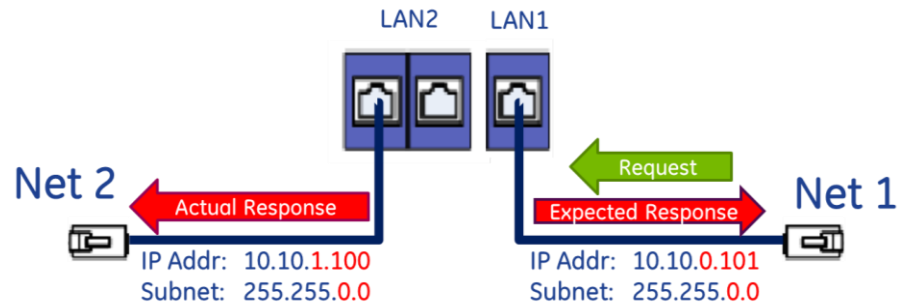 LAN2
LAN1
Request
Net 2
Actual Response
Expected Response
Net 1
IP Addr: 10.10.1.100
Subnet: 255.255.0.0
IP Addr: 10.10.0.101
Subnet: 255.255.0.0